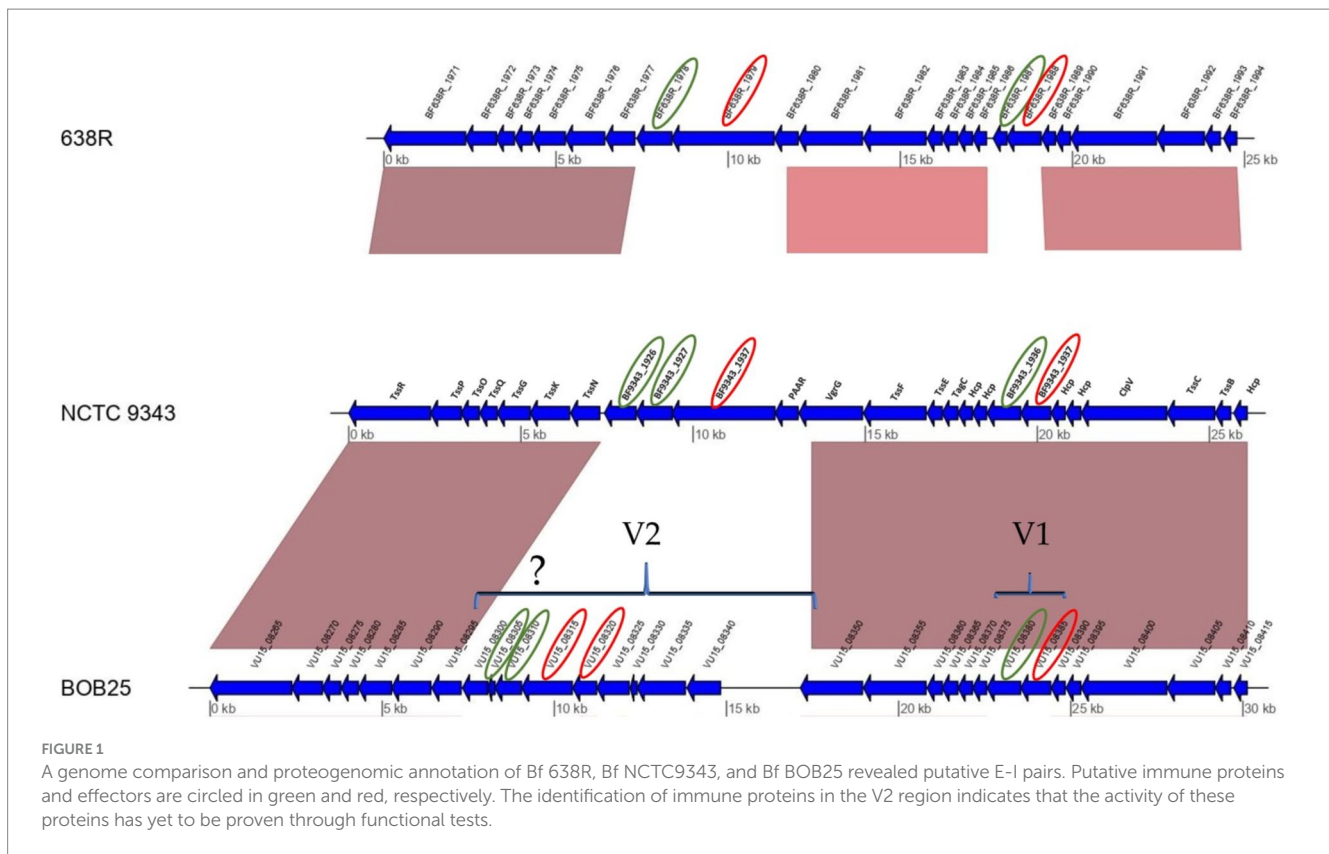 BF638R_1971 BF638R_1972 BF638R_1973 BF638R_1974 BF638R_1975 BF638R_1976 BF638R_1977 BF638R_1978 BF638R_1979 BF638R_1980 BF638R_1981 BF638R_1982 BF638R_1983 BF638R_1984 BF638R_1985 BF638R_1986 BF638R_1987 BF638R_1988 BF638R_1989 BF638R_1990 BF638R_1991 BF638R_1992 BF638R_1993 BF638R_1994
638R
0 kb 5 kb 10 kb 15 kb 20 kb 25 kb
TssR TssP TssO TssQ TssG TssK TssN BF9343_1926 BF9343_1927 BF9343_1937 PAAR VgrG TssF TssE TagC Hcp Hcp BF9343_1936 BF9343_1937 Hcp Hcp ClpV TssC TssB Hcp
NCTC 9343
0 kb 5 kb 10 kb 15 kb 20 kb 25 kb
? V2 V1
VU15_08265 VU15_08270 VU15_08275 VU15_08280 VU15_08285 VU15_08290 VU15_08295 VU15_08300 VU15_08305 VU15_08310 VU15_08315 VU15_08320 VU15_08325 VU15_08330 VU15_08335 VU15_08340 VU15_08350 VU15_08355 VU15_08360 VU15_08365 VU15_08370 VU15_08375 VU15_08380 VU15_08385 VU15_08390 VU15_08395 VU15_08400 VU15_08405 VU15_08410 VU15_08415
BOB25
0 kb 5 kb 10 kb 15 kb 20 kb 25 kb 30 kb
FIGURE 1
A genome comparison and proteogenomic annotation of Bf 638R, Bf NCTC9343, and Bf BOB25 revealed putative E-I pairs. Putative immune proteins
and effectors are circled in green and red, respectively. The identification of immune proteins in the V2 region indicates that the activity of these
proteins has yet to be proven through functional tests.